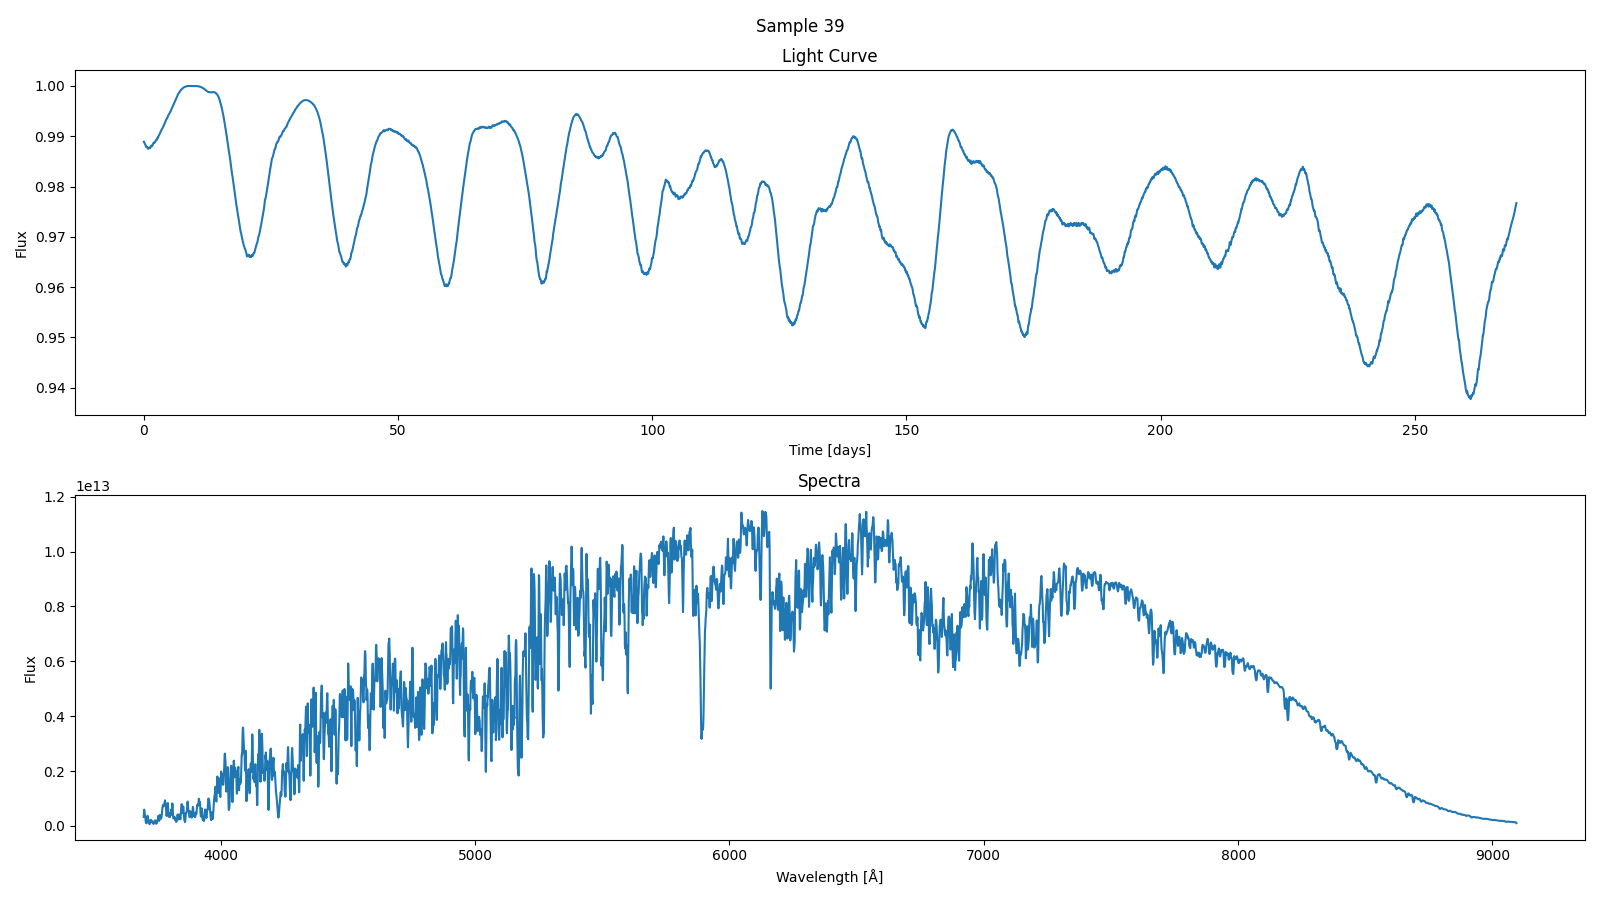 Sample 39
Light Curve
1.00
0.99
0.98
0.97
0.96
0.95
0.94
Flux
0 50 100 150 200 250
Time [days]
Spectra
1e13
1.2
1.0
0.8
0.6
0.4
0.2
0.0
Flux
4000 5000 6000 7000 8000 9000
Wavelength [Å]